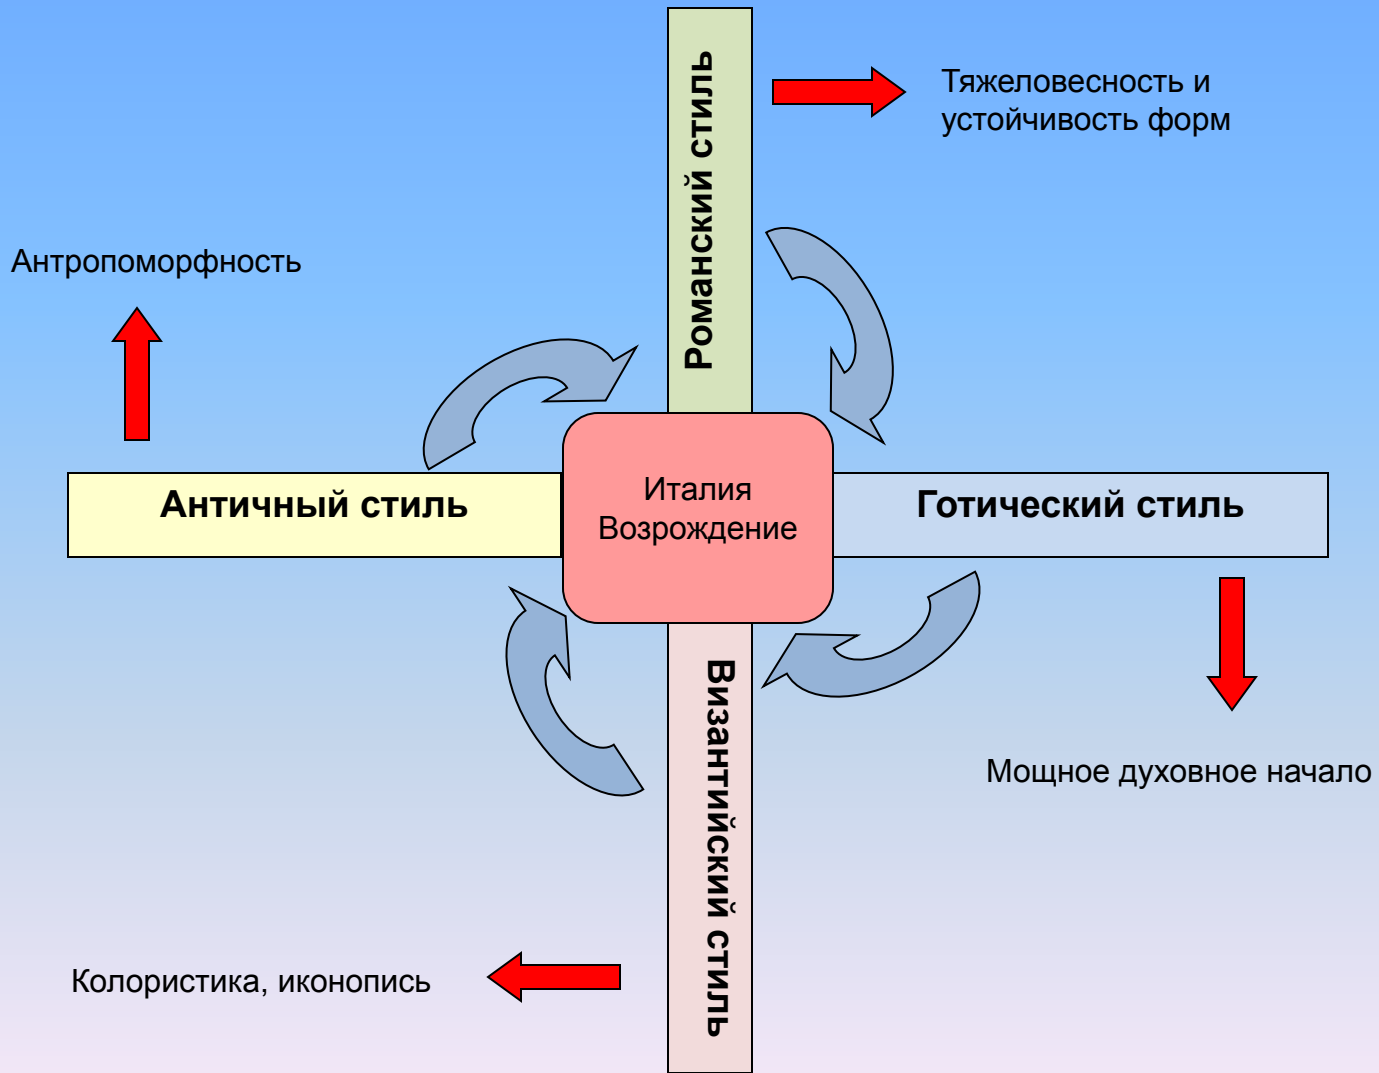 Романский стиль
Тяжеловесность и
устойчивость форм
Антропоморфность
Античный стиль
Италия
Возрождение
Готический стиль
Византийский стиль
Мощное духовное начало
Колористика, иконопись